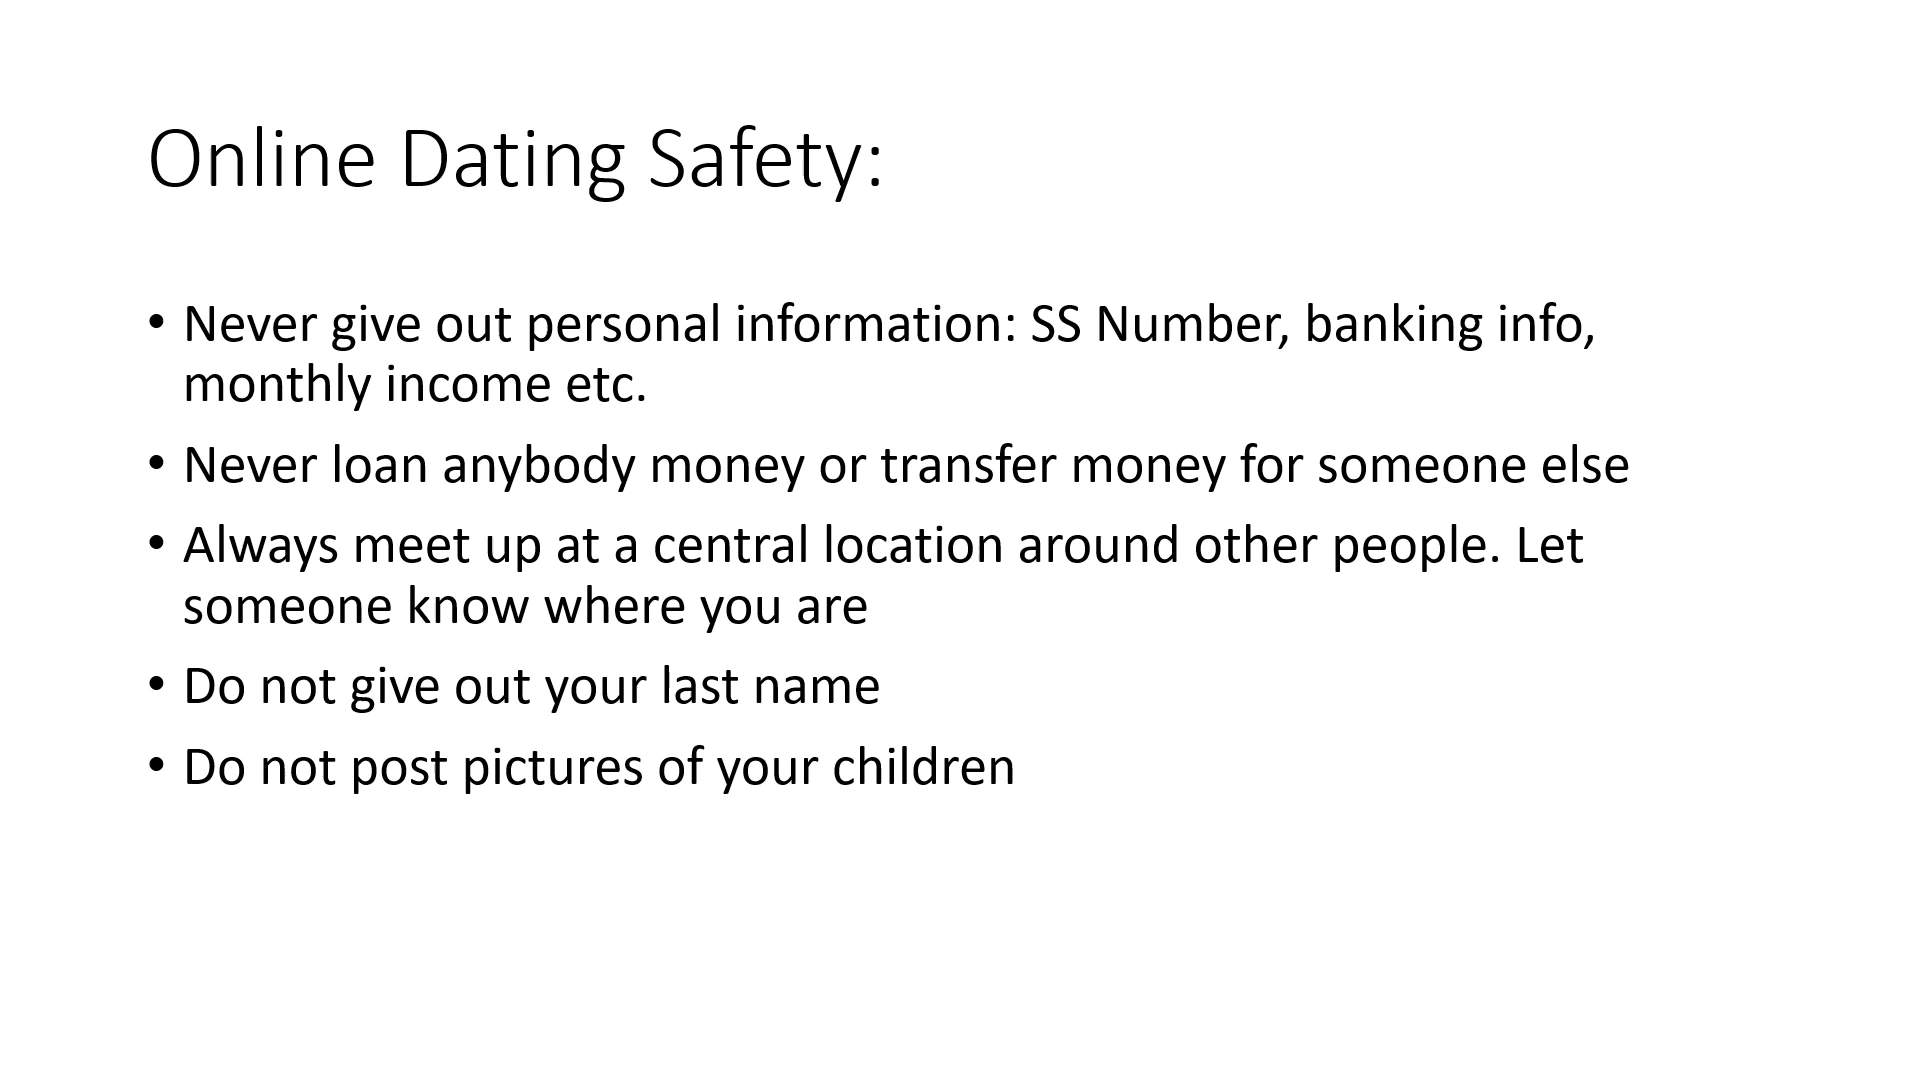 Online Dating Safety:
• Never give out personal information: SS Number, banking info,
monthly income etc.
• Never loan anybody money or transfer money for someone else
• Always meet up at a central location around other people. Let
someone know where you are
• Do not give out your last name
• Do not post pictures of your children